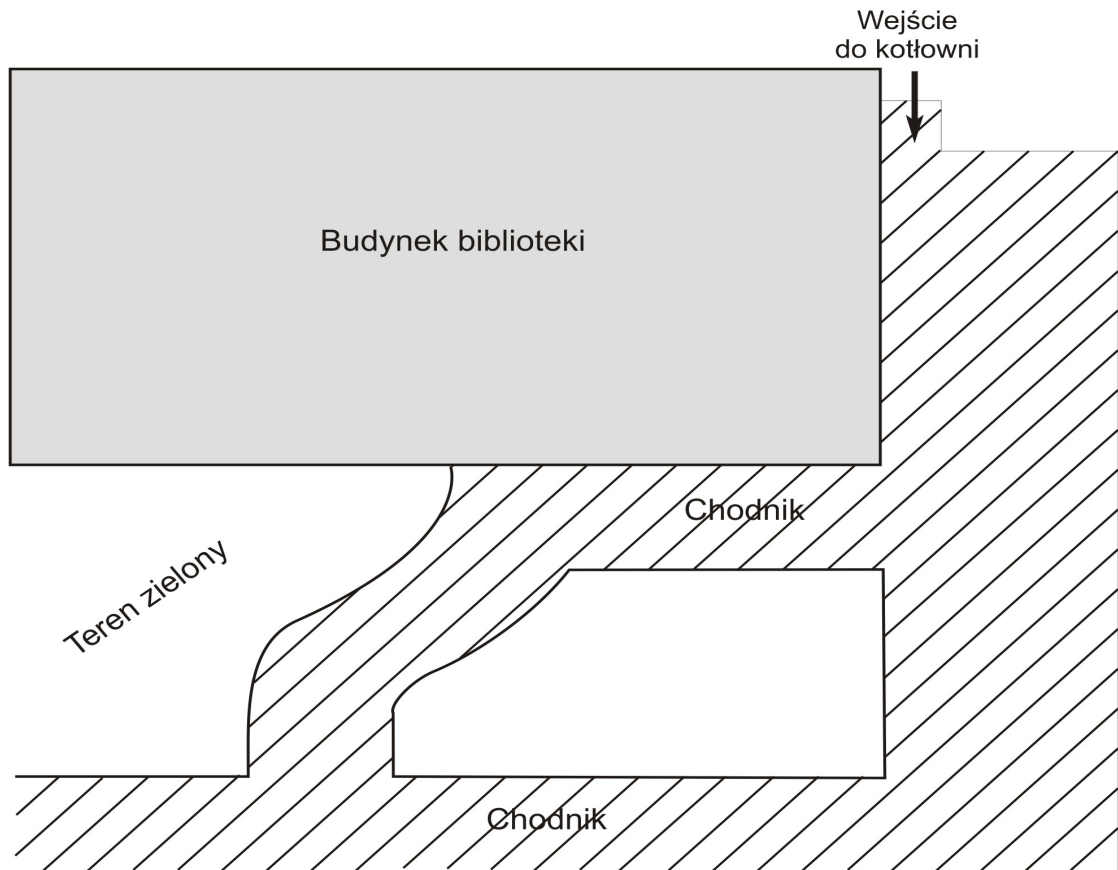 Wejście
do kotłowni
Budynek biblioteki
Chodnik
Teren zielony
Chodnik